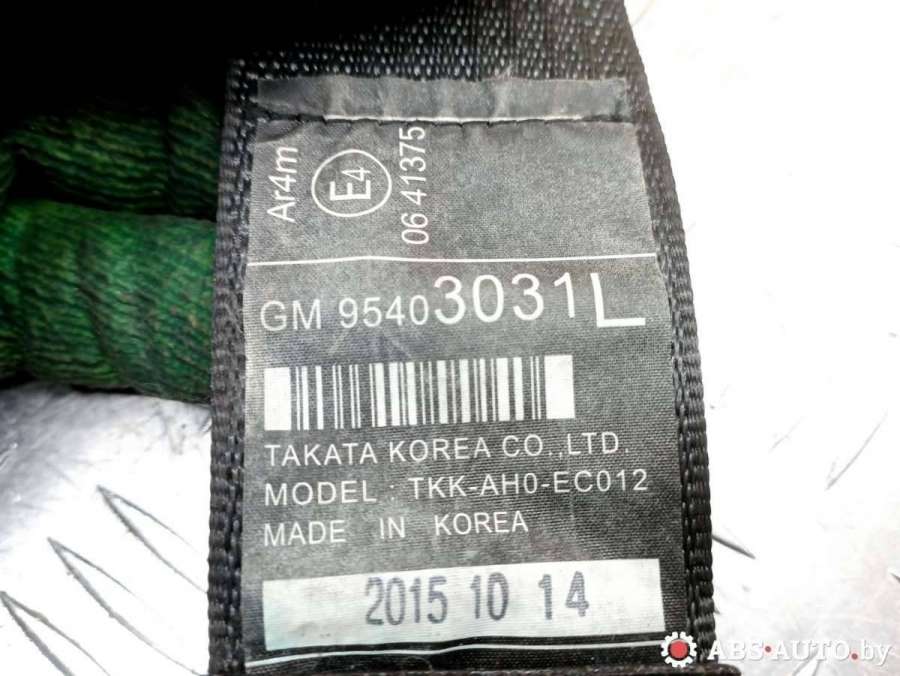 Ar4m
E4
06 41375
GM 95403031L
TAKATA KOREA CO.,LTD.
MODEL : TKK-AH0-EC012
MADE IN KOREA
2015 10 14
ABS-AUTO.by